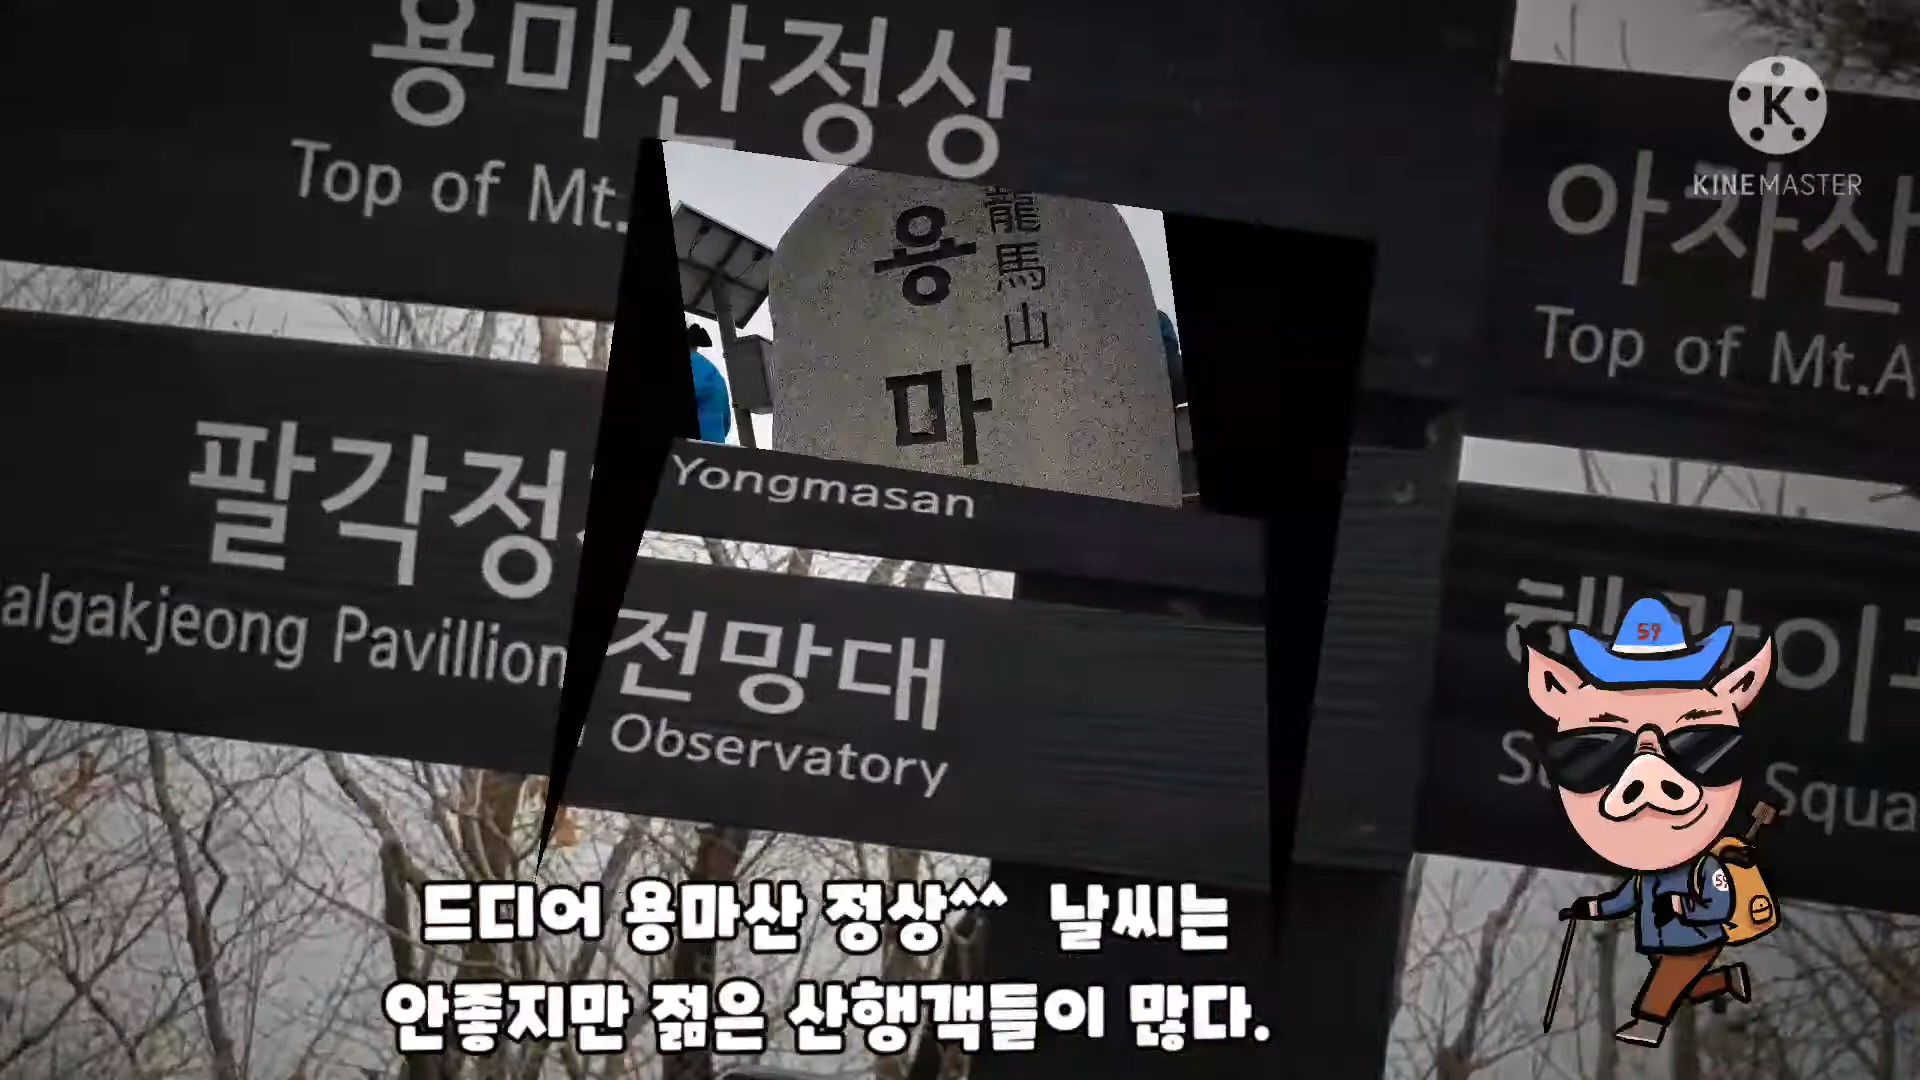 용마산정상
Top of Mt.
아차산
Top of Mt.A
K
KINEMASTER
용마
龍馬山
Yongmasan
팔각정
algakjeong Pavillion
전망대
Observatory
Squa
59
59
드디어 용마산 정상^^ 날씨는
안좋지만 젊은 산행객들이 많다.